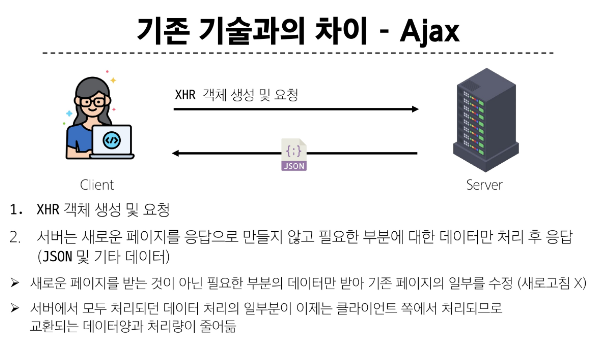 기존 기술과의 차이 - Ajax
XHR 객체 생성 및 요청
{;}
JSON
</>
Client
Server
1. XHR 객체 생성 및 요청
2. 서버는 새로운 페이지를 응답으로 만들지 않고 필요한 부분에 대한 데이터만 처리 후 응답
(JSON 및 기타 데이터)
➢ 새로운 페이지를 받는 것이 아닌 필요한 부분의 데이터만 받아 기존 페이지의 일부를 수정 (새로고침 X)
➢ 서버에서 모두 처리되던 데이터 처리의 일부분이 이제는 클라이언트 쪽에서 처리되므로
교환되는 데이터양과 처리량이 줄어듦